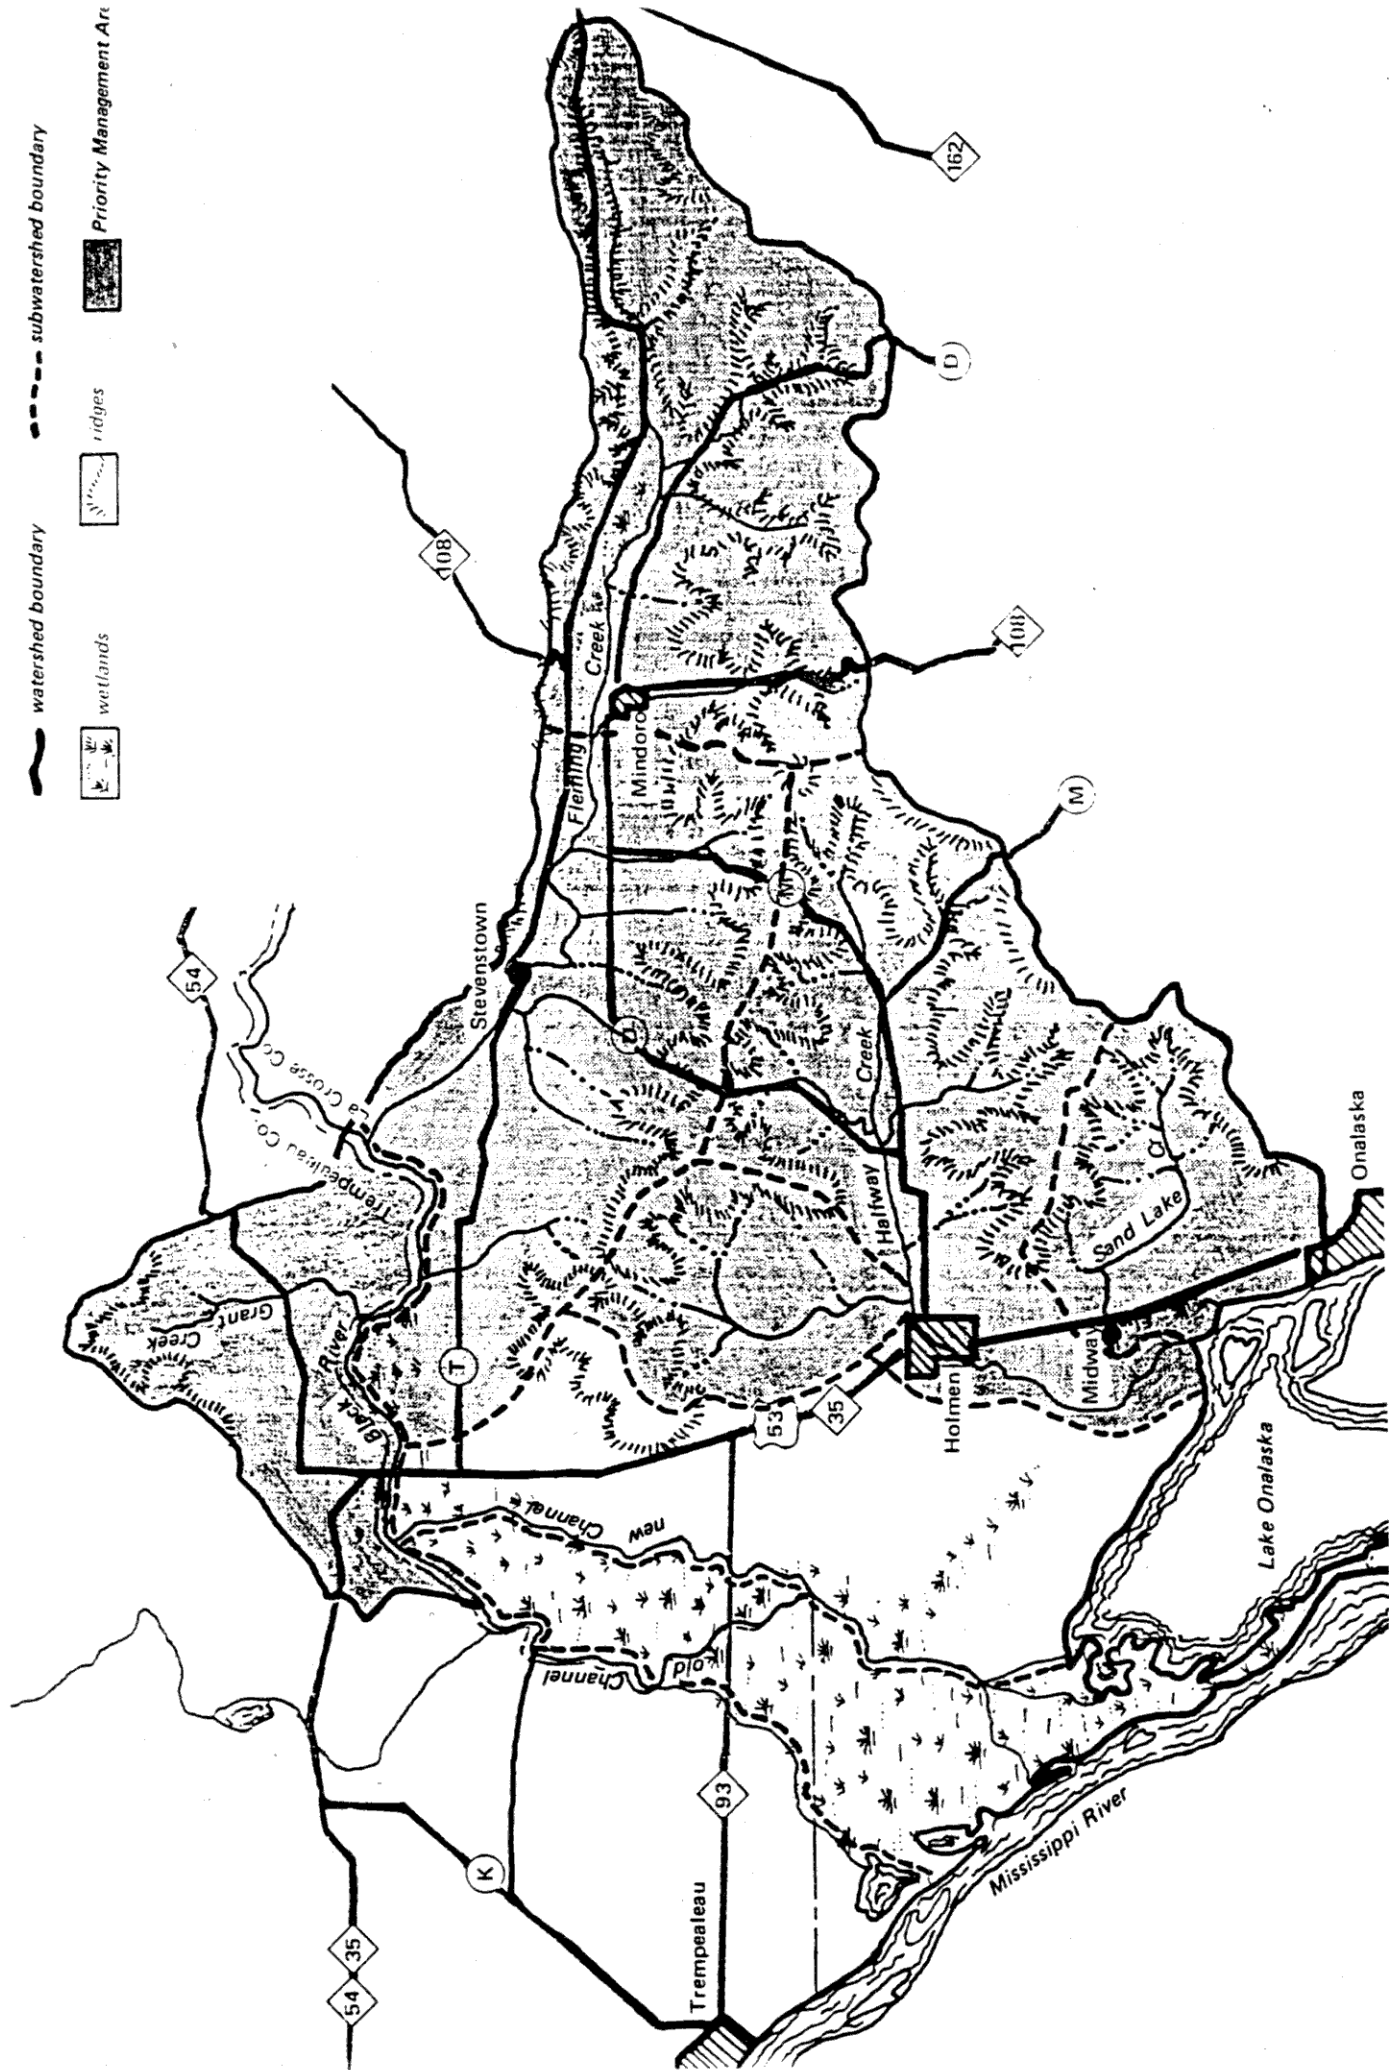 watershed boundary
subwatershed boundary
wetlands
ridges
Priority Management Are
54
35
K
Trempealeau
93
Mississippi River
Lake Onalaska
old
Channel
new
Channel
Black
River
Grant
Creek
Trempealeau Co.
La Crosse Co.
54
T
53
35
Holmen
Midway
Onalaska
Sand Lake
Cr
Halfway
Creek
Stevenstown
D
M
M
Mindoro
Fleming
Creek
108
108
D
162